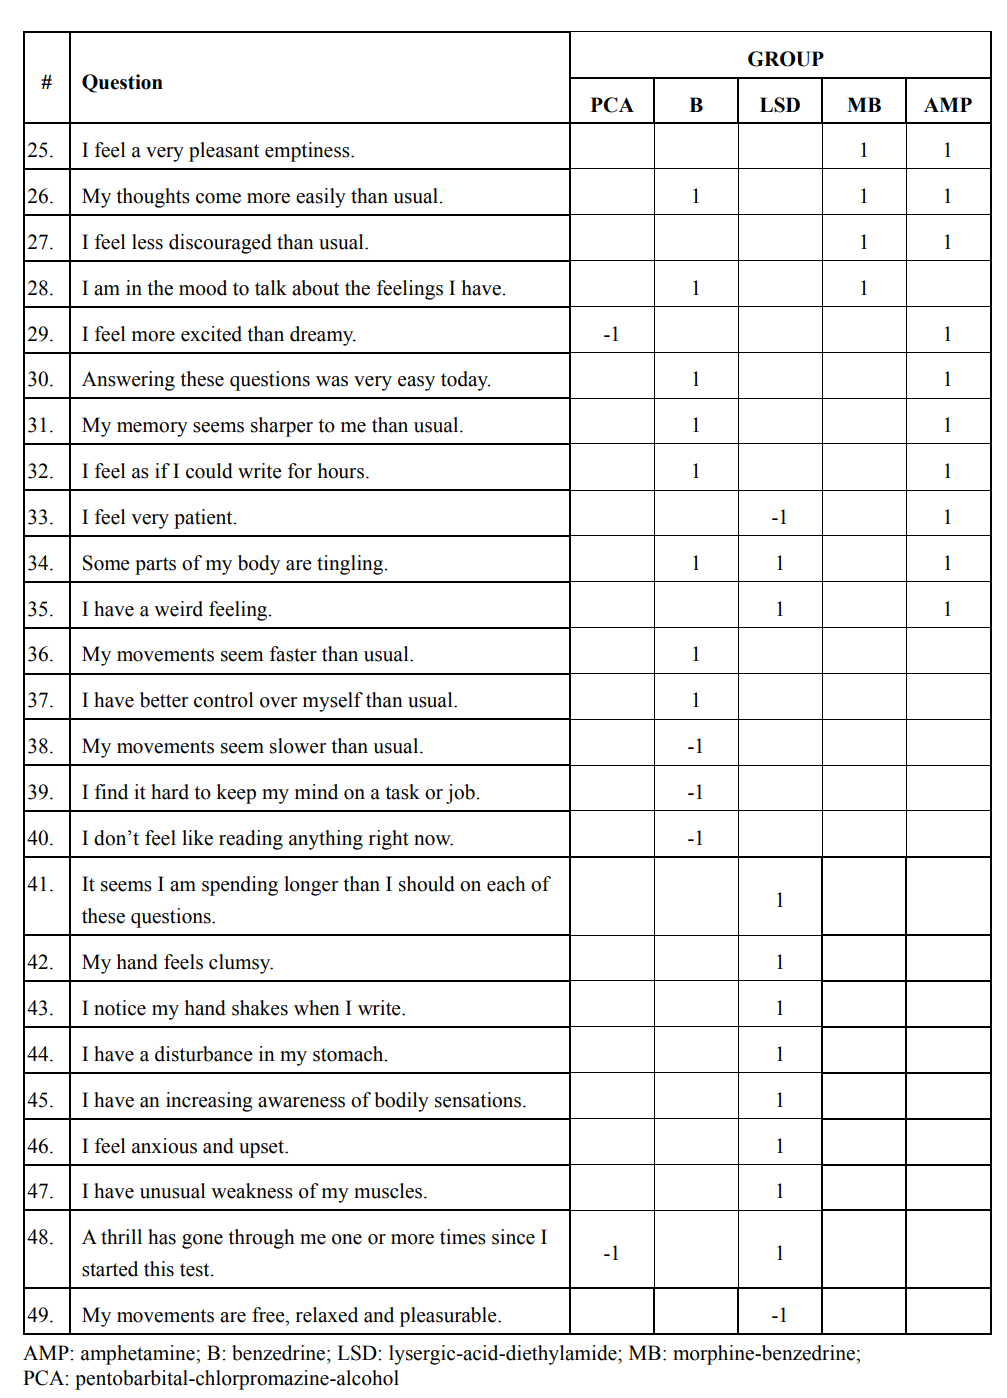 # Question GROUP
PCA B LSD MB AMP
25. I feel a very pleasant emptiness. 1 1
26. My thoughts come more easily than usual. 1 1 1
27. I feel less discouraged than usual. 1 1
28. I am in the mood to talk about the feelings I have. 1 1
29. I feel more excited than dreamy. -1 1
30. Answering these questions was very easy today. 1 1
31. My memory seems sharper to me than usual. 1 1
32. I feel as if I could write for hours. 1 1
33. I feel very patient. -1 1
34. Some parts of my body are tingling. 1 1 1
35. I have a weird feeling. 1 1
36. My movements seem faster than usual. 1
37. I have better control over myself than usual. 1
38. My movements seem slower than usual. -1
39. I find it hard to keep my mind on a task or job. -1
40. I don’t feel like reading anything right now. -1
41. It seems I am spending longer than I should on each of
these questions. 1
42. My hand feels clumsy. 1
43. I notice my hand shakes when I write. 1
44. I have a disturbance in my stomach. 1
45. I have an increasing awareness of bodily sensations. 1
46. I feel anxious and upset. 1
47. I have unusual weakness of my muscles. 1
48. A thrill has gone through me one or more times since I
started this test. -1 1
49. My movements are free, relaxed and pleasurable. -1
AMP: amphetamine; B: benzedrine; LSD: lysergic-acid-diethylamide; MB: morphine-benzedrine;
PCA: pentobarbital-chlorpromazine-alcohol